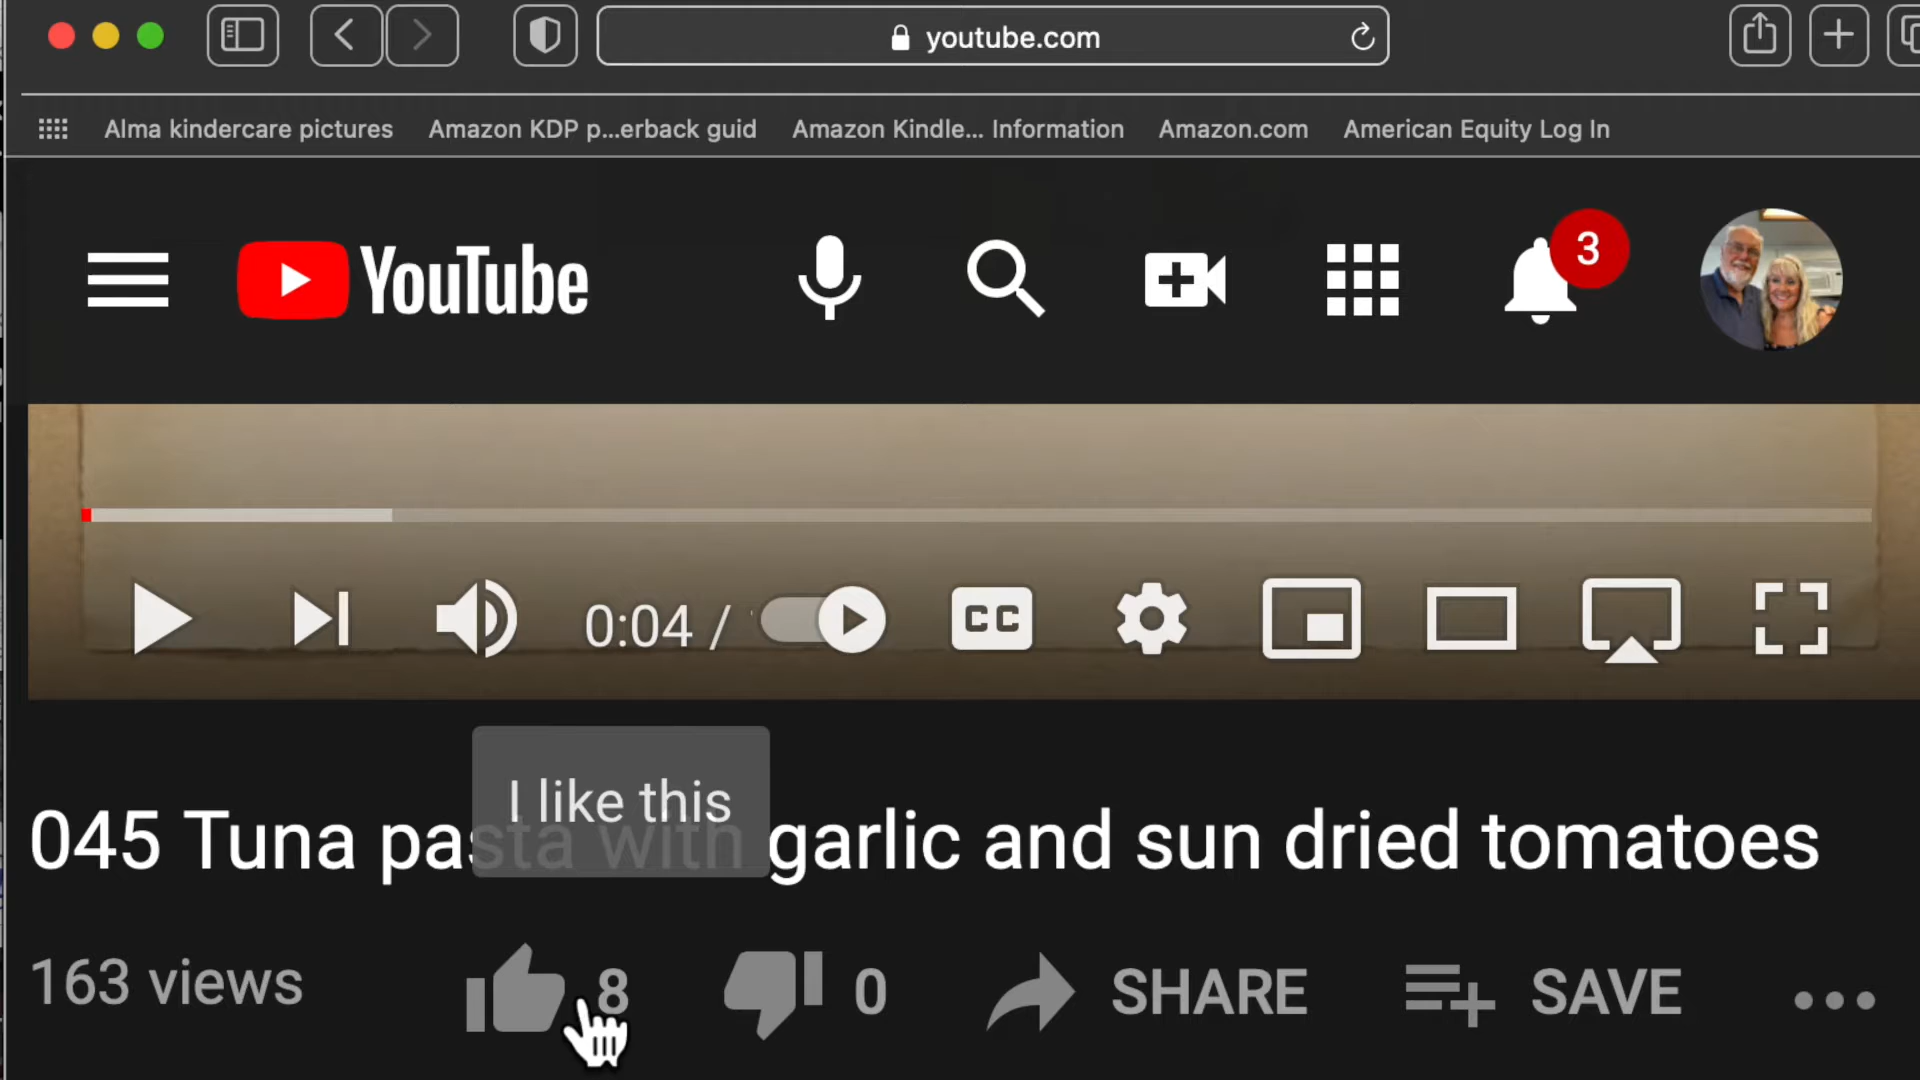 youtube.com
Alma kindercare pictures Amazon KDP p...erback guid Amazon Kindle... Information Amazon.com American Equity Log In
YouTube 3
0:04 / CC
I like this
045 Tuna pasta with garlic and sun dried tomatoes
163 views 8 0 SHARE SAVE